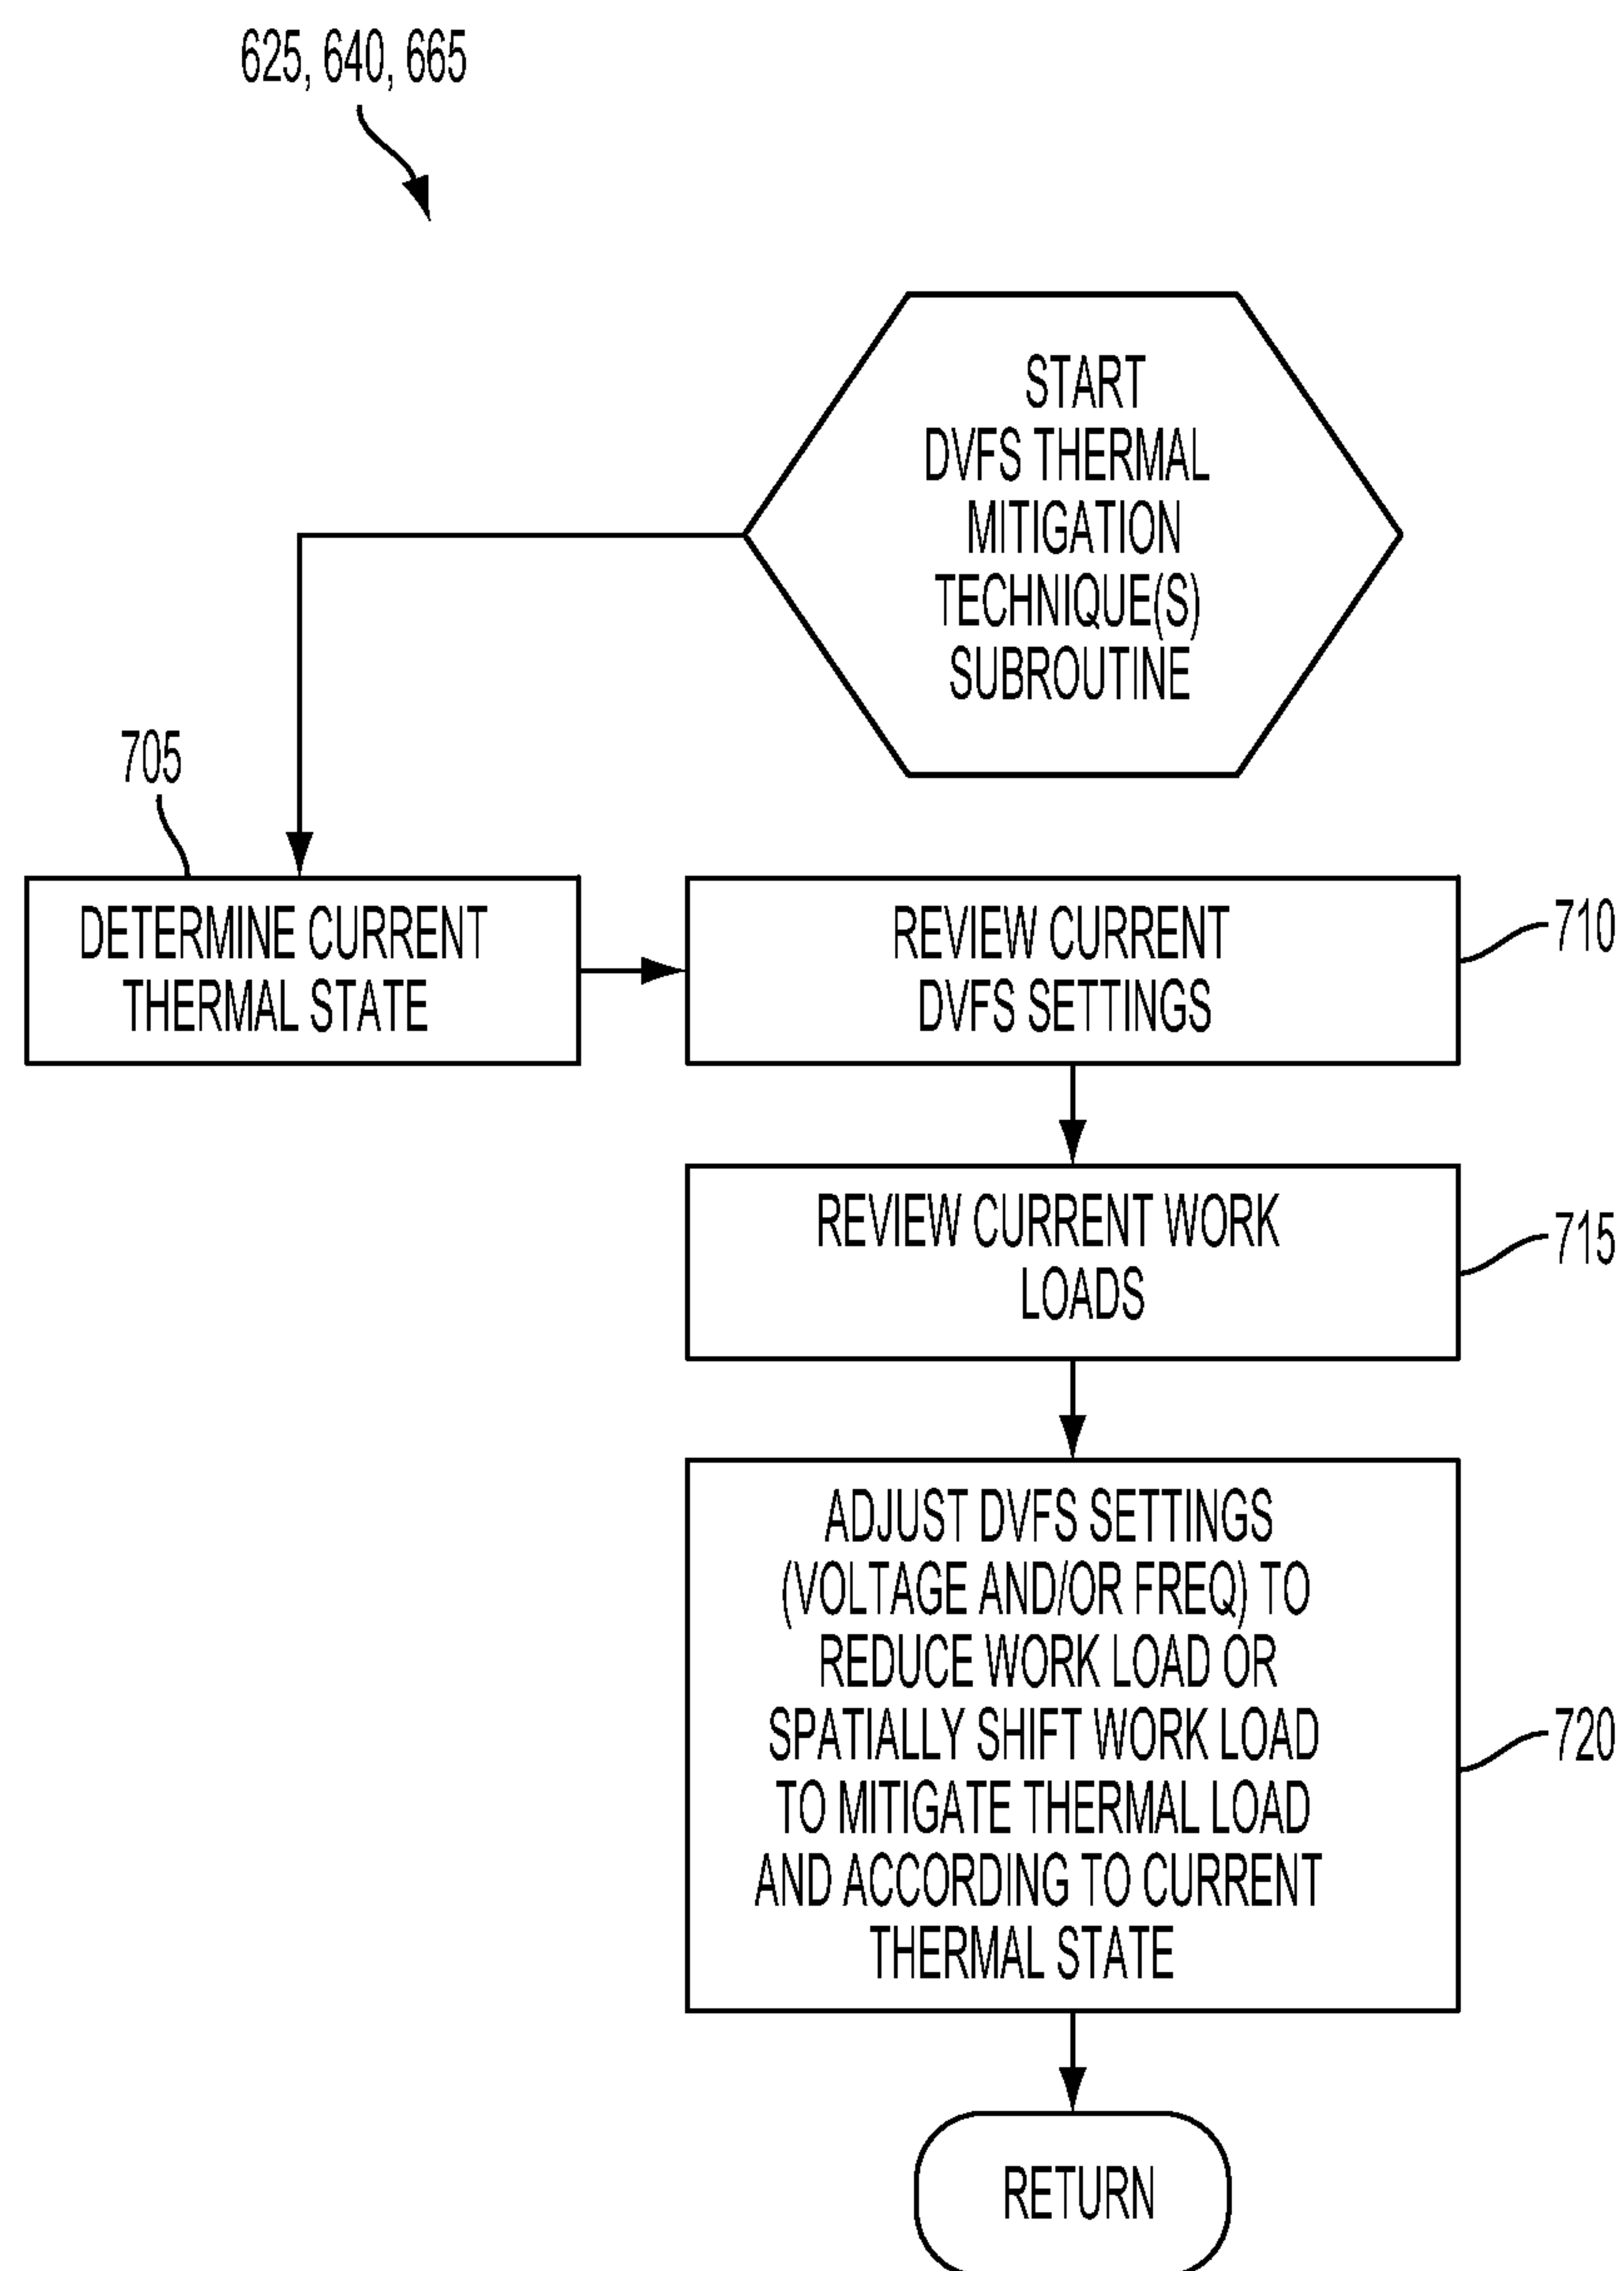 625, 640, 665
START
DVFS THERMAL
MITIGATION
TECHNIQUE(S)
SUBROUTINE
705
DETERMINE CURRENT
THERMAL STATE
REVIEW CURRENT
DVFS SETTINGS
710
REVIEW CURRENT WORK
LOADS
715
ADJUST DVFS SETTINGS
(VOLTAGE AND/OR FREQ) TO
REDUCE WORK LOAD OR
SPATIALLY SHIFT WORK LOAD
TO MITIGATE THERMAL LOAD
AND ACCORDING TO CURRENT
THERMAL STATE
720
RETURN